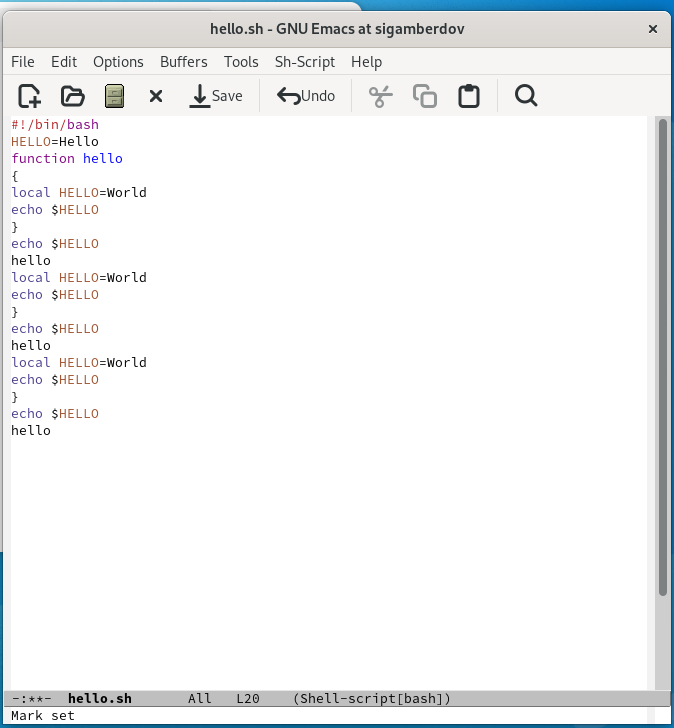 hello.sh - GNU Emacs at sigamberdov
File Edit Options Buffers Tools Sh-Script Help
Save Undo
#!/bin/bash
HELLO=Hello
function hello
{
local HELLO=World
echo $HELLO
}
echo $HELLO
hello
local HELLO=World
echo $HELLO
}
echo $HELLO
hello
local HELLO=World
echo $HELLO
}
echo $HELLO
hello
-:**- hello.sh All L20 (Shell-script[bash])
Mark set